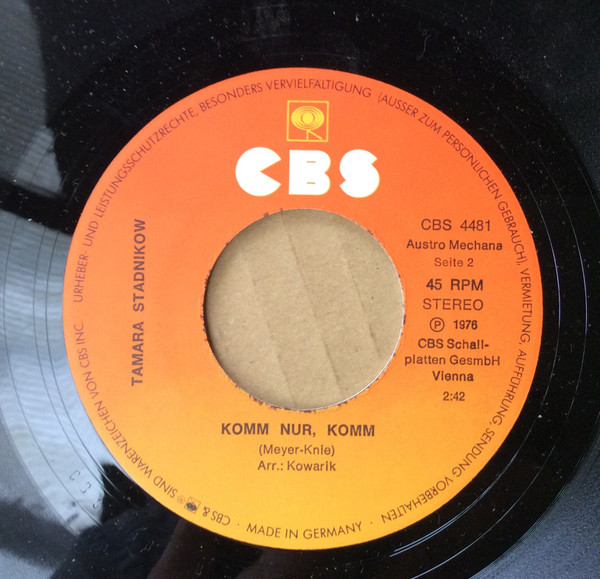 CBS
TAMARA STADNIKOW
CBS 4481
Austro Mechana
Seite 2
45 RPM
STEREO
Ⓟ 1976
CBS Schall-
platten GesmbH
Vienna
2:42
KOMM NUR, KOMM
(Meyer-Knie)
Arr.: Kowarik
CBS & SIND WARENZEICHEN VON CBS INC. URHEBER- UND LEISTUNGSSCHUTZRECHTE, BESONDERS VERVIELFÄLTIGUNG (AUSSER ZUM PERSÖNLICHEN GEBRAUCH), VERMIETUNG, AUFFÜHRUNG, SENDUNG VORBEHALTEN
· MADE IN GERMANY ·